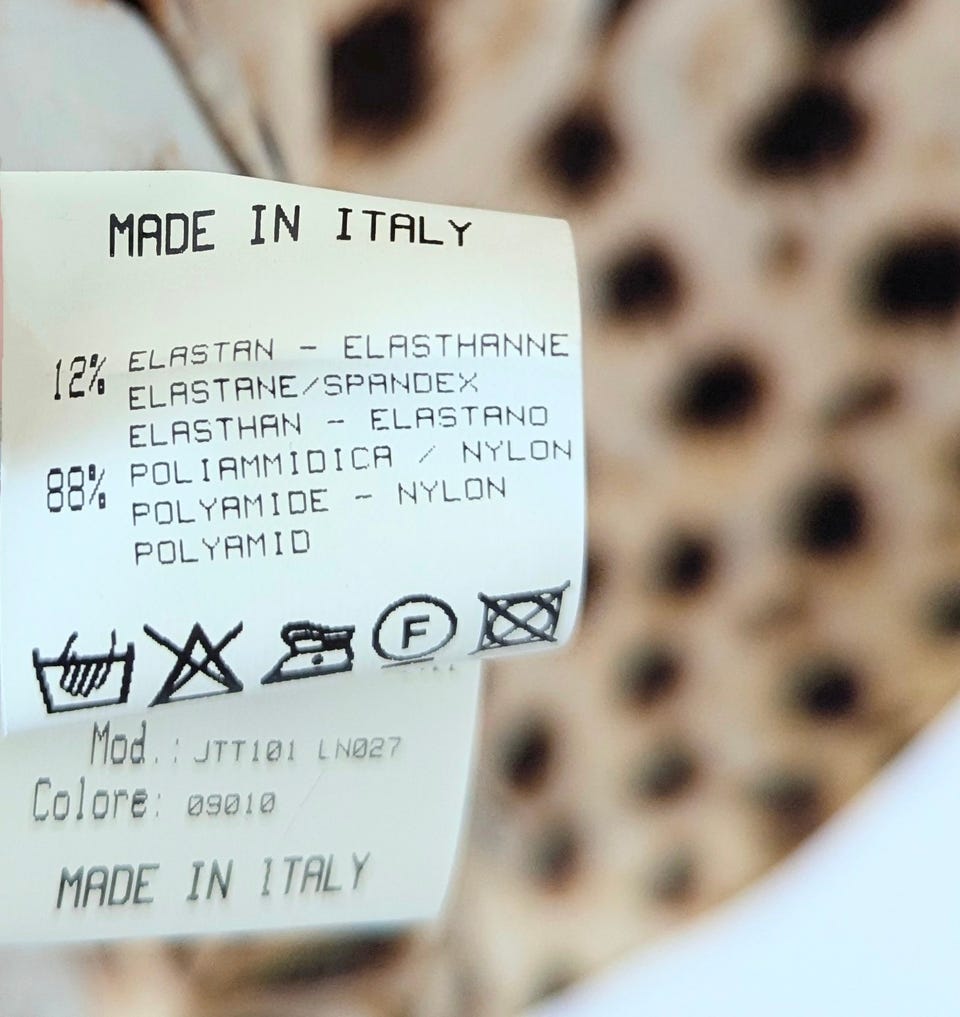 MADE IN ITALY
12% ELASTAN - ELASTHANNE
ELASTANE/SPANDEX
ELASTHAN - ELASTANO
88% POLIAMMIDICA / NYLON
POLYAMIDE - NYLON
POLYAMID
F
Mod.: JTT101 LN027
Colore: 09010
MADE IN ITALY